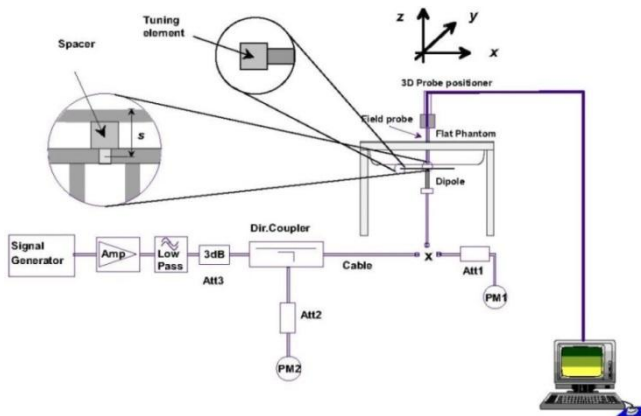 Spacer
Tuning
element
z
y
x
3D Probe positioner
Field probe
Flat Phantom
s
Dipole
Signal
Generator
Amp
Low
Pass
3dB
Att3
Dir.Coupler
Cable
x
Att1
PM1
Att2
PM2